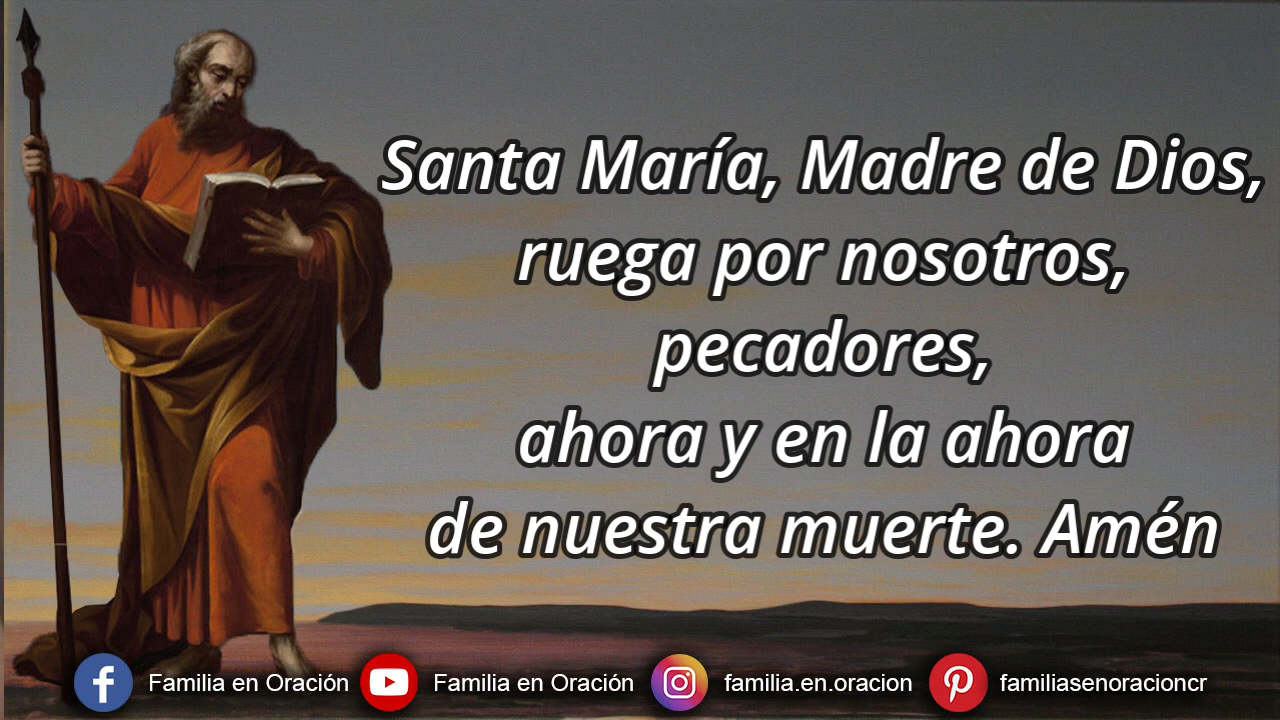 Santa María, Madre de Dios,
ruega por nosotros,
pecadores,
ahora y en la ahora
de nuestra muerte. Amén
Familia en Oración
Familia en Oración
familia.en.oracion
familiasenoracioncr